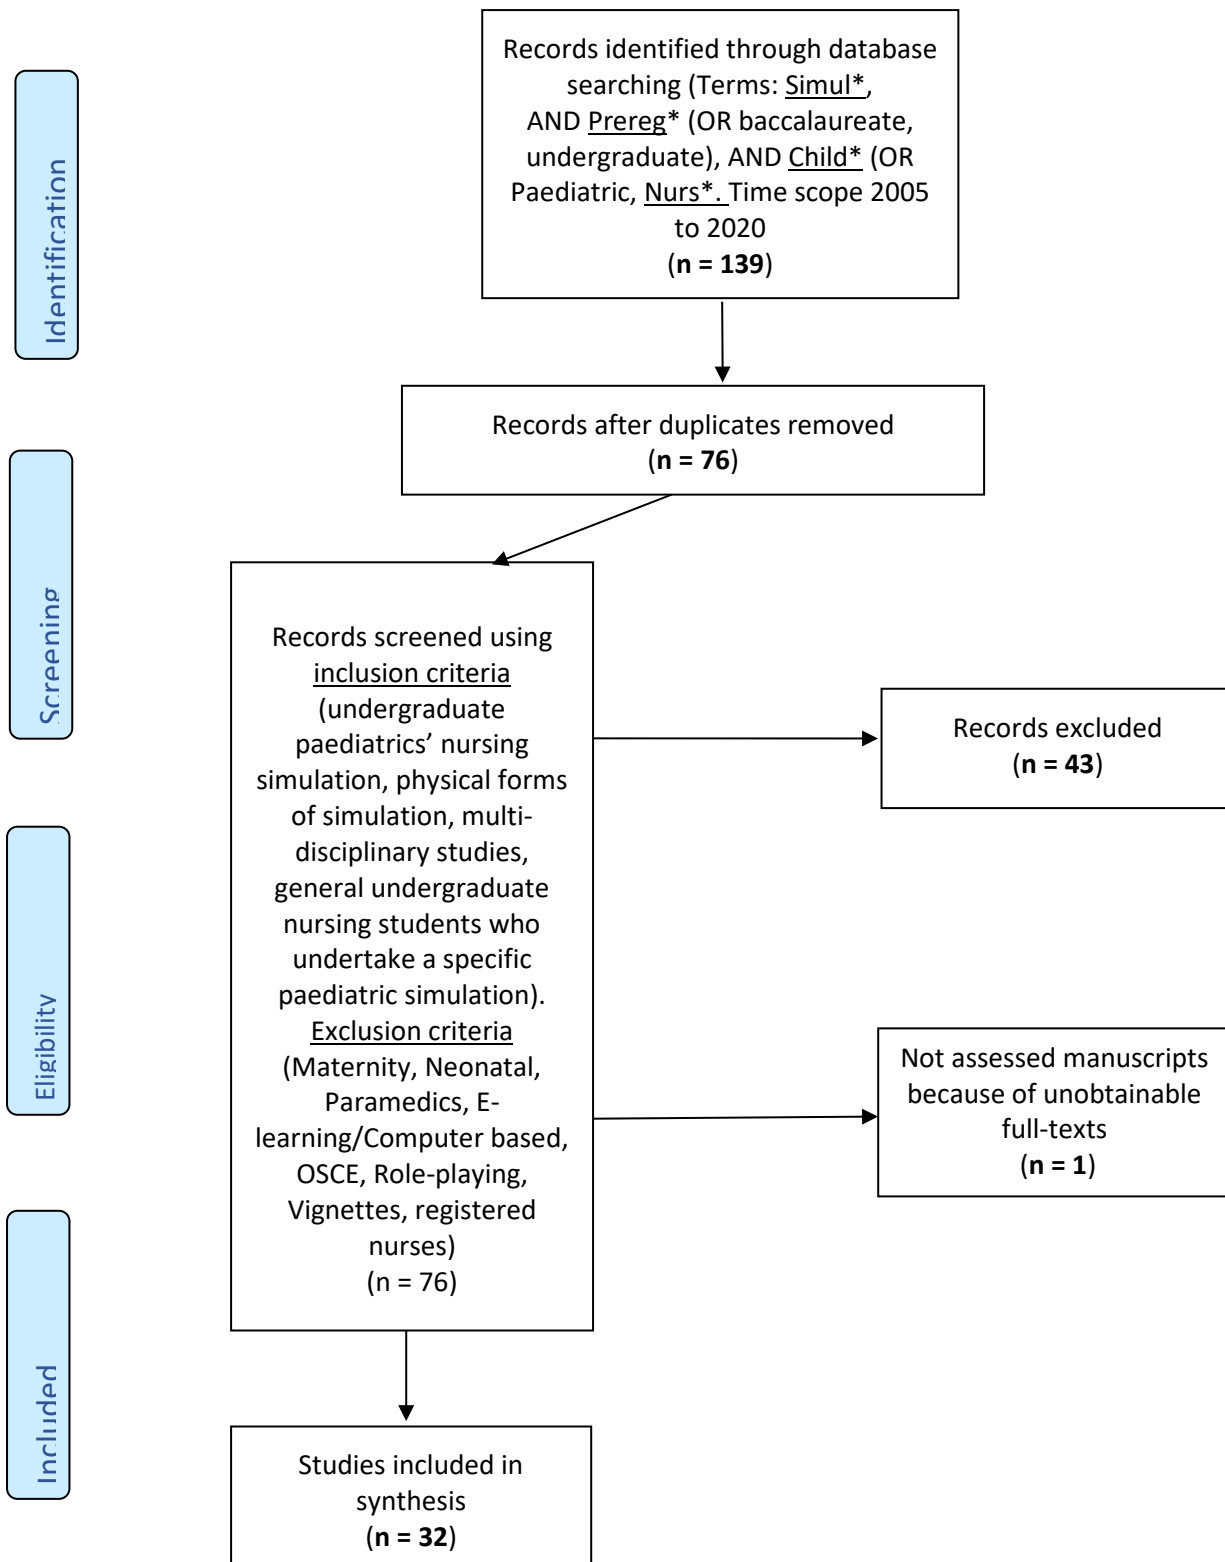 Identification
Records identified through database
searching (Terms: Simul*,
AND Prereg* (OR baccalaureate,
undergraduate), AND Child* (OR
Paediatric, Nurs*. Time scope 2005
to 2020
(n = 139)
Records after duplicates removed
(n = 76)
Screening
Records screened using
inclusion criteria
(undergraduate
paediatrics’ nursing
simulation, physical forms
of simulation, multi-
disciplinary studies,
general undergraduate
nursing students who
undertake a specific
paediatric simulation).
Exclusion criteria
(Maternity, Neonatal,
Paramedics, E-
learning/Computer based,
OSCE, Role-playing,
Vignettes, registered
nurses)
(n = 76)
Records excluded
(n = 43)
Eligibility
Not assessed manuscripts
because of unobtainable
full-texts
(n = 1)
Included
Studies included in
synthesis
(n = 32)